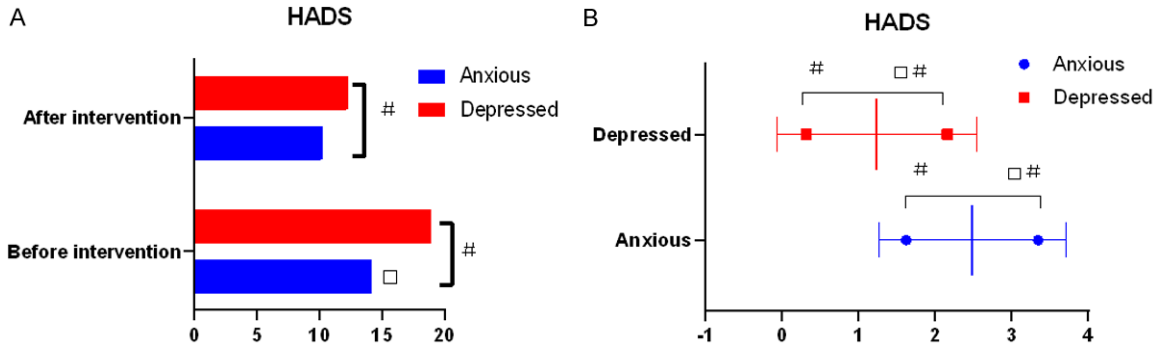 A
HADS
Anxious
Depressed
After intervention
#
Before intervention
□ #
0 5 10 15 20
B
HADS
Anxious
Depressed
# □ #
Depressed
# □ #
Anxious
-1 0 1 2 3 4